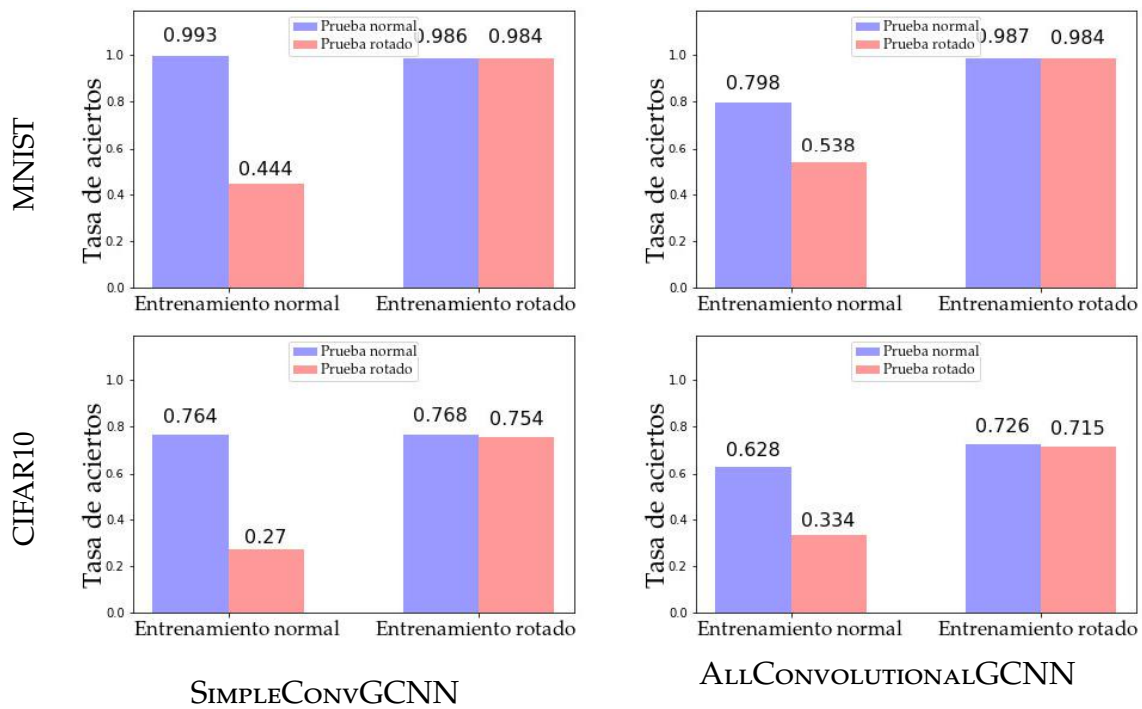 MNIST
Tasa de aciertos
1.0
0.8
0.6
0.4
0.2
0.0
Prueba normal
Prueba rotado
0.993
0.444
0.986
0.984
Entrenamiento normal
Entrenamiento rotado
Tasa de aciertos
1.0
0.8
0.6
0.4
0.2
0.0
Prueba normal
Prueba rotado
0.798
0.538
0.987
0.984
Entrenamiento normal
Entrenamiento rotado
CIFAR10
Tasa de aciertos
1.0
0.8
0.6
0.4
0.2
0.0
Prueba normal
Prueba rotado
0.764
0.27
0.768
0.754
Entrenamiento normal
Entrenamiento rotado
Tasa de aciertos
1.0
0.8
0.6
0.4
0.2
0.0
Prueba normal
Prueba rotado
0.628
0.334
0.726
0.715
Entrenamiento normal
Entrenamiento rotado
SimpleConvGCNN
AllConvolutionalGCNN